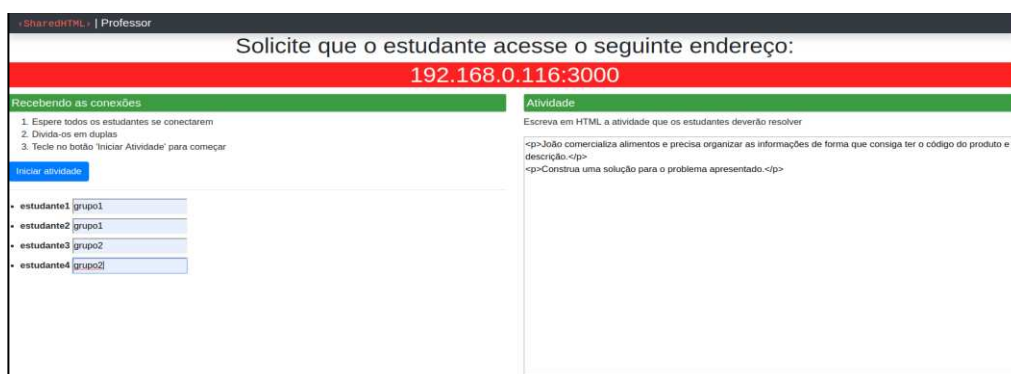 <SharedHTML> | Professor
Solicite que o estudante acesse o seguinte endereço:
192.168.0.116:3000
Recebendo as conexões
1. Espere todos os estudantes se conectarem
2. Divida-os em duplas
3. Tecle no botão 'Iniciar Atividade' para começar
Iniciar atividade
• estudante1 grupo1
• estudante2 grupo1
• estudante3 grupo2
• estudante4 grupo2
Atividade
Escreva em HTML a atividade que os estudantes deverão resolver
<p>João comercializa alimentos e precisa organizar as informações de forma que consiga ter o código do produto e
descrição.</p>
<p>Construa uma solução para o problema apresentado.</p>